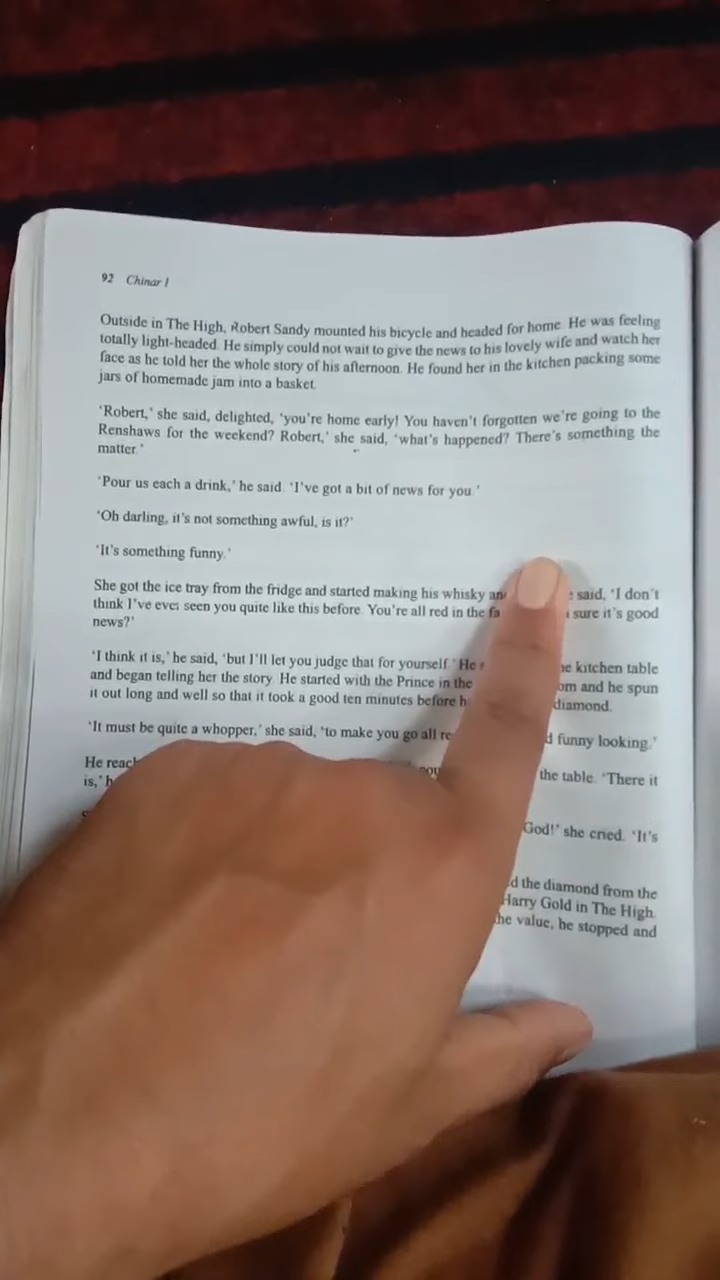 92 Chinar I
Outside in The High, Robert Sandy mounted his bicycle and headed for home. He was feeling
totally light-headed. He simply could not wait to give the news to his lovely wife and watch her
face as he told her the whole story of his afternoon. He found her in the kitchen packing some
jars of homemade jam into a basket.
'Robert,' she said, delighted, 'you're home early! You haven't forgotten we're going to the
Renshaws for the weekend? Robert,' she said, 'what's happened? There's something the
matter.'
'Pour us each a drink,' he said. 'I've got a bit of news for you.'
'Oh darling, it's not something awful, is it?'
'It's something funny.'
She got the ice tray from the fridge and started making his whisky said, 'I don't
think I've ever seen you quite like this before. You're all red in the sure it's good
news?'
'I think it is,' he said, 'but I'll let you judge that for yourself.' He kitchen table
and began telling her the story. He started with the Prince in the and he spun
it out long and well so that it took a good ten minutes before diamond.
'It must be quite a whopper,' she said, 'to make you go all funny looking.'
He the table. 'There it
is,'
God!' she cried. 'It's
the diamond from the
Harry Gold in The High.
value, he stopped and